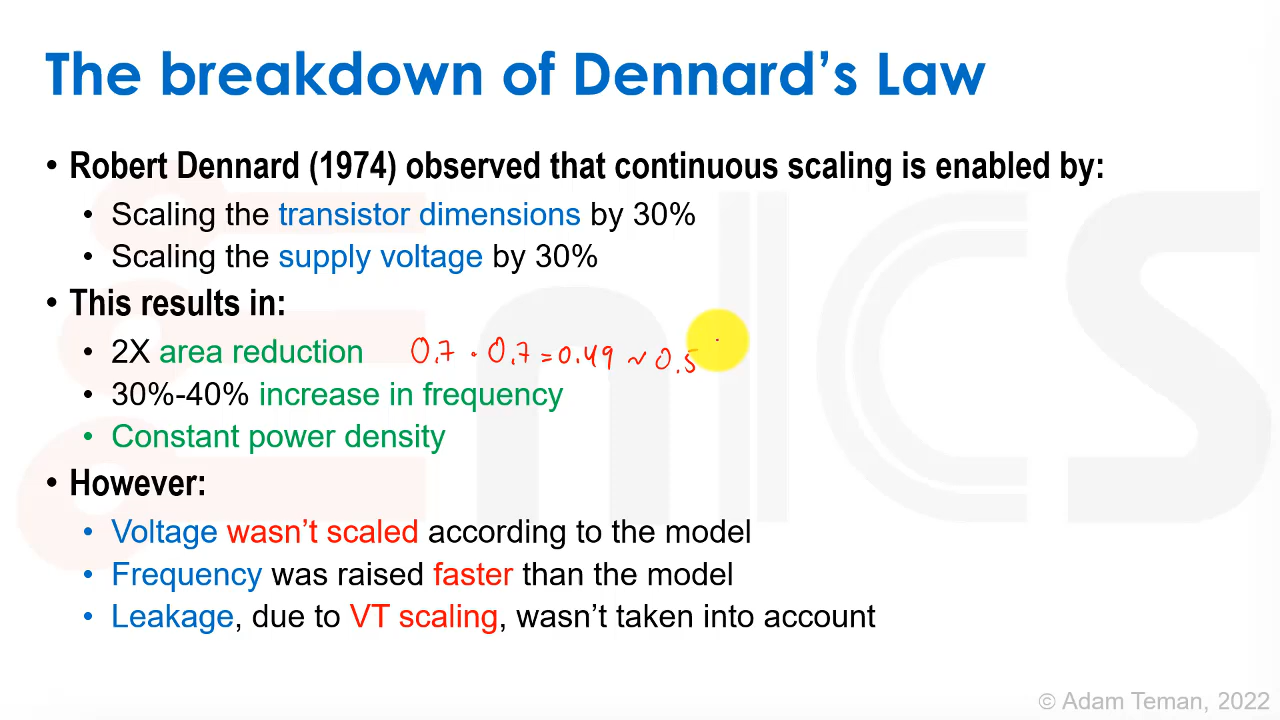 The breakdown of Dennard's Law
• Robert Dennard (1974) observed that continuous scaling is enabled by:
• Scaling the transistor dimensions by 30%
• Scaling the supply voltage by 30%
• This results in:
• 2X area reduction 0.7 · 0.7 = 0.49 ~ 0.5
• 30%-40% increase in frequency
• Constant power density
• However:
• Voltage wasn't scaled according to the model
• Frequency was raised faster than the model
• Leakage, due to VT scaling, wasn't taken into account
© Adam Teman, 2022
EnICS